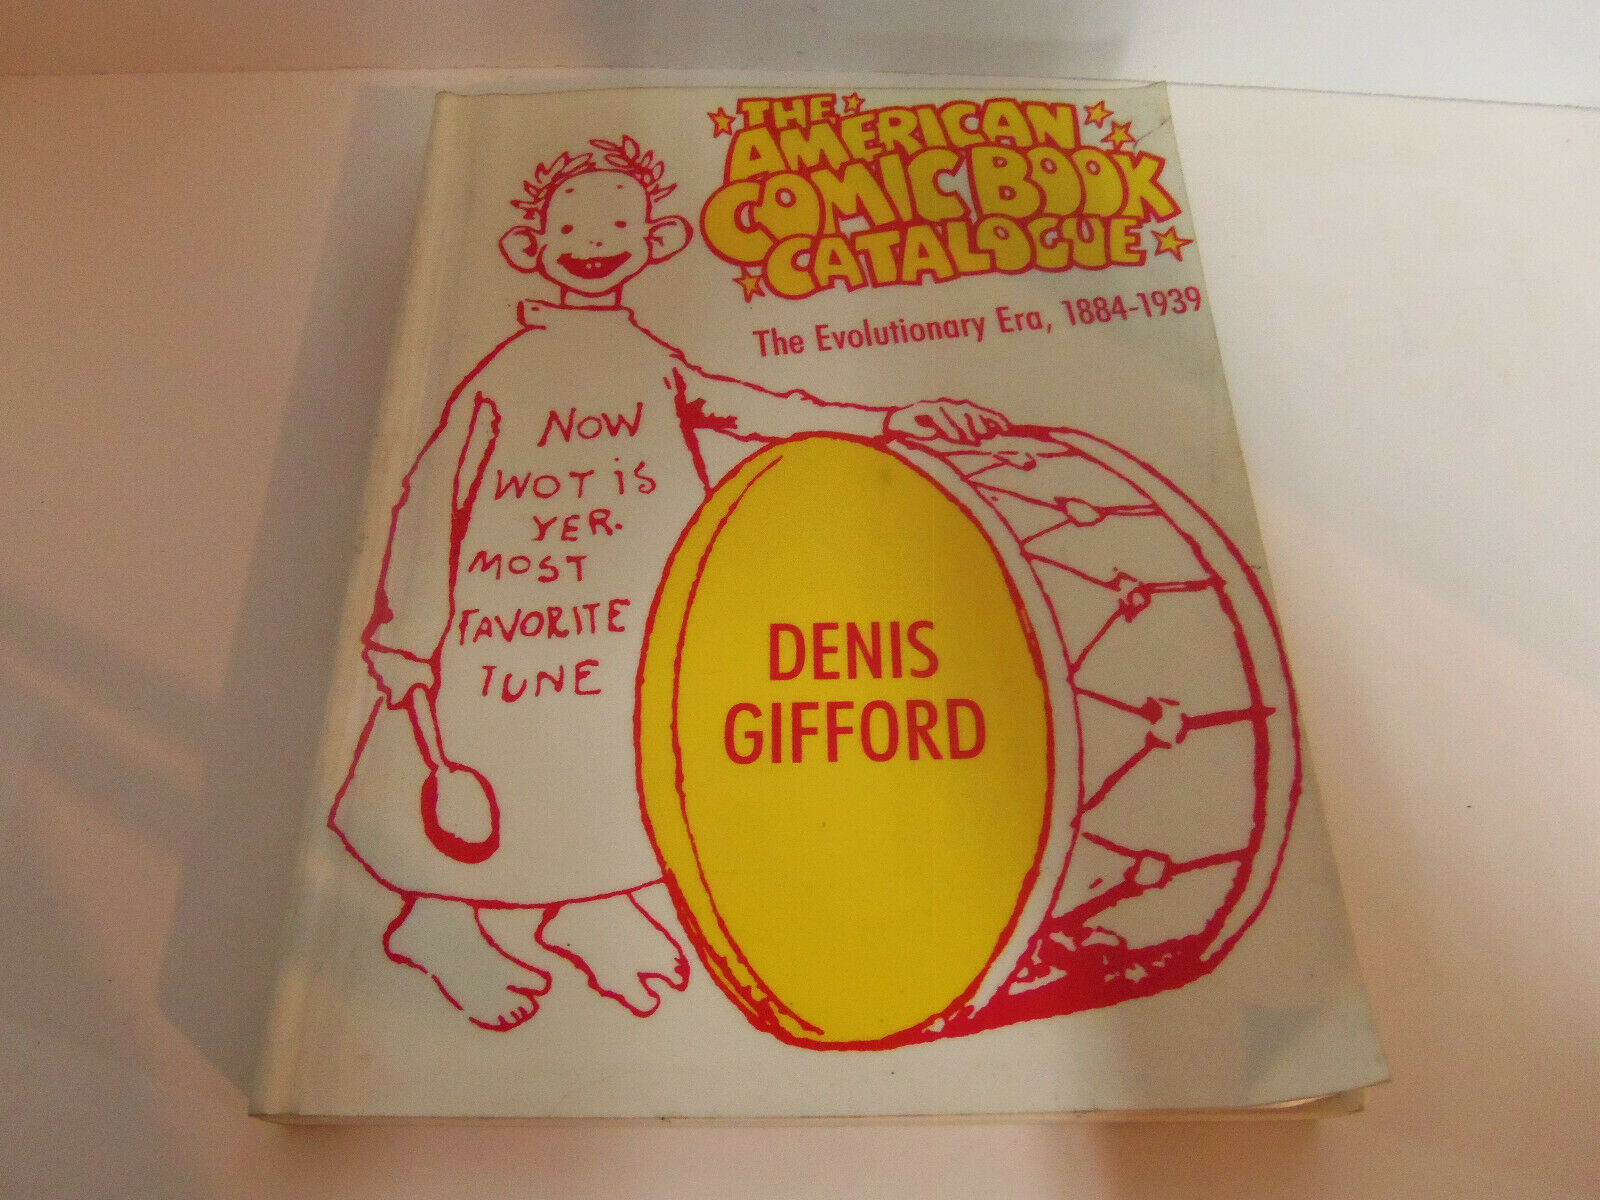 THE
AMERICAN
COMIC BOOK
CATALOGUE
The Evolutionary Era, 1884-1939
NOW
WOT iS
YER.
MOST
FAVORITE
TUNE
DENIS
GIFFORD